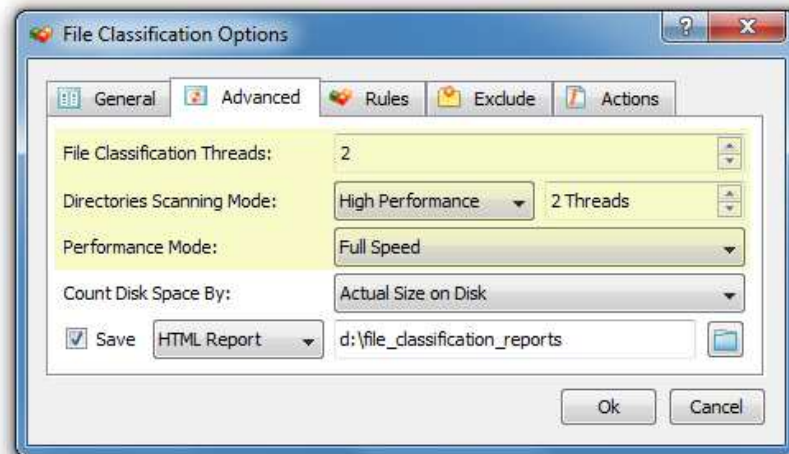 File Classification Options
General Advanced Rules Exclude Actions
File Classification Threads: 2
Directories Scanning Mode: High Performance 2 Threads
Performance Mode: Full Speed
Count Disk Space By: Actual Size on Disk
Save HTML Report d:\file_classification_reports
Ok Cancel